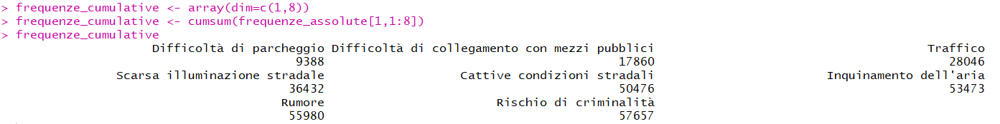 > frequenze_cumulative <- array(dim=c(1,8))
> frequenze_cumulative <- cumsum(frequenze_assolute[1,1:8])
> frequenze_cumulative
Difficoltà di parcheggio Difficoltà di collegamento con mezzi pubblici Traffico
9388 17860 28046
Scarsa illuminazione stradale Cattive condizioni stradali Inquinamento dell'aria
36432 50476 53473
Rumore Rischio di criminalità
55980 57657